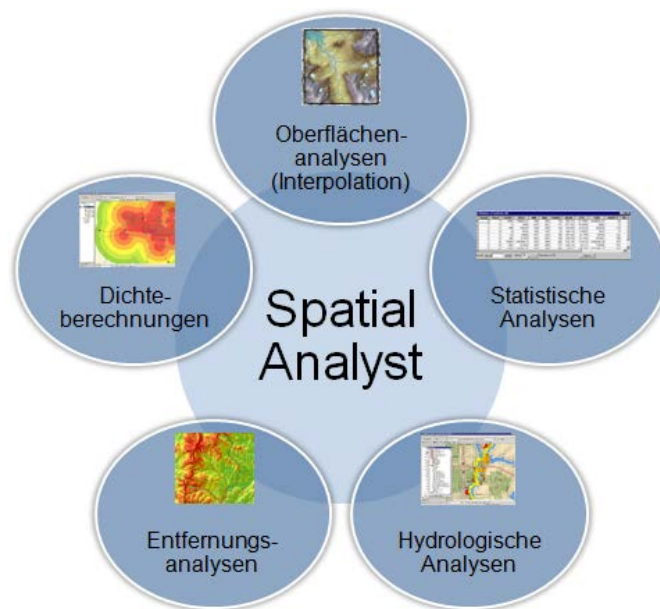 Oberflächen-
analysen
(Interpolation)
Dichte-
berechnungen
Statistische
Analysen
Spatial
Analyst
Entfernungs-
analysen
Hydrologische
Analysen